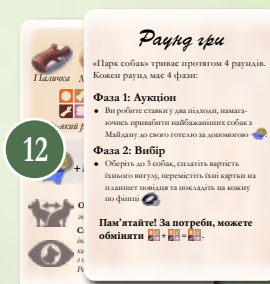 Раунд гри
«Парк собак» триває протягом 4 раундів.
Кожен раунд має 4 фази:
Фаза 1: Аукціон
• Ви робите ставки у два підходи, намага-
ючись привабити найбажаніших собак з
Майдану до свого готелю за допомогою
Фаза 2: Вибір
• Оберіть до 3 собак, сплатіть вартість
їхнього вигулу, перемістіть їхні картки на
планшет повідця та покладіть на кожну
по фішці
Пам'ятайте! За потреби, можете
обміняти + = .
Паличка
12